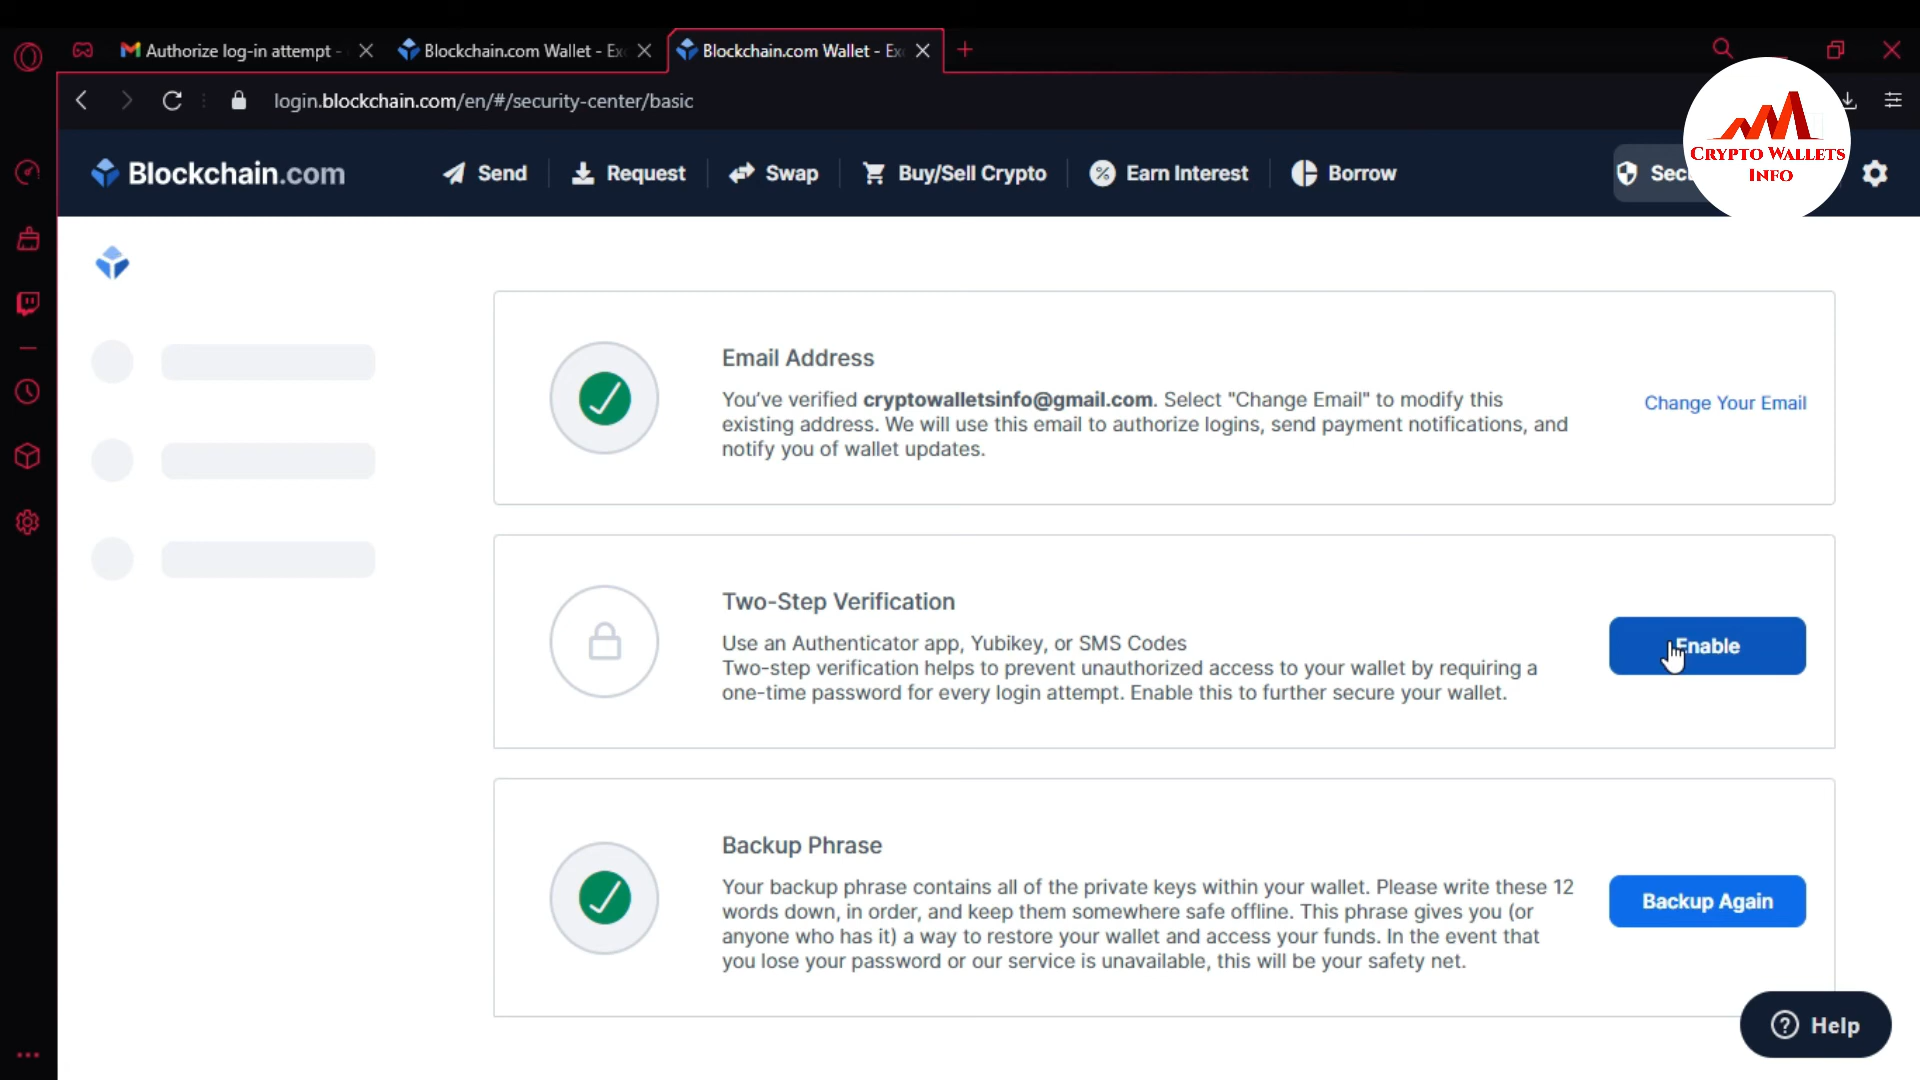 Authorize log-in attempt -
Blockchain.com Wallet - Ex
Blockchain.com Wallet - Ex
login.blockchain.com/en/#/security-center/basic
Blockchain.com
Send
Request
Swap
Buy/Sell Crypto
Earn Interest
Borrow
Sec
CRYPTO WALLETS
INFO
Email Address
You've verified cryptowalletsinfo@gmail.com. Select "Change Email" to modify this
existing address. We will use this email to authorize logins, send payment notifications, and
notify you of wallet updates.
Change Your Email
Two-Step Verification
Use an Authenticator app, Yubikey, or SMS Codes
Two-step verification helps to prevent unauthorized access to your wallet by requiring a
one-time password for every login attempt. Enable this to further secure your wallet.
Enable
Backup Phrase
Your backup phrase contains all of the private keys within your wallet. Please write these 12
words down, in order, and keep them somewhere safe offline. This phrase gives you (or
anyone who has it) a way to restore your wallet and access your funds. In the event that
you lose your password or our service is unavailable, this will be your safety net.
Backup Again
Help